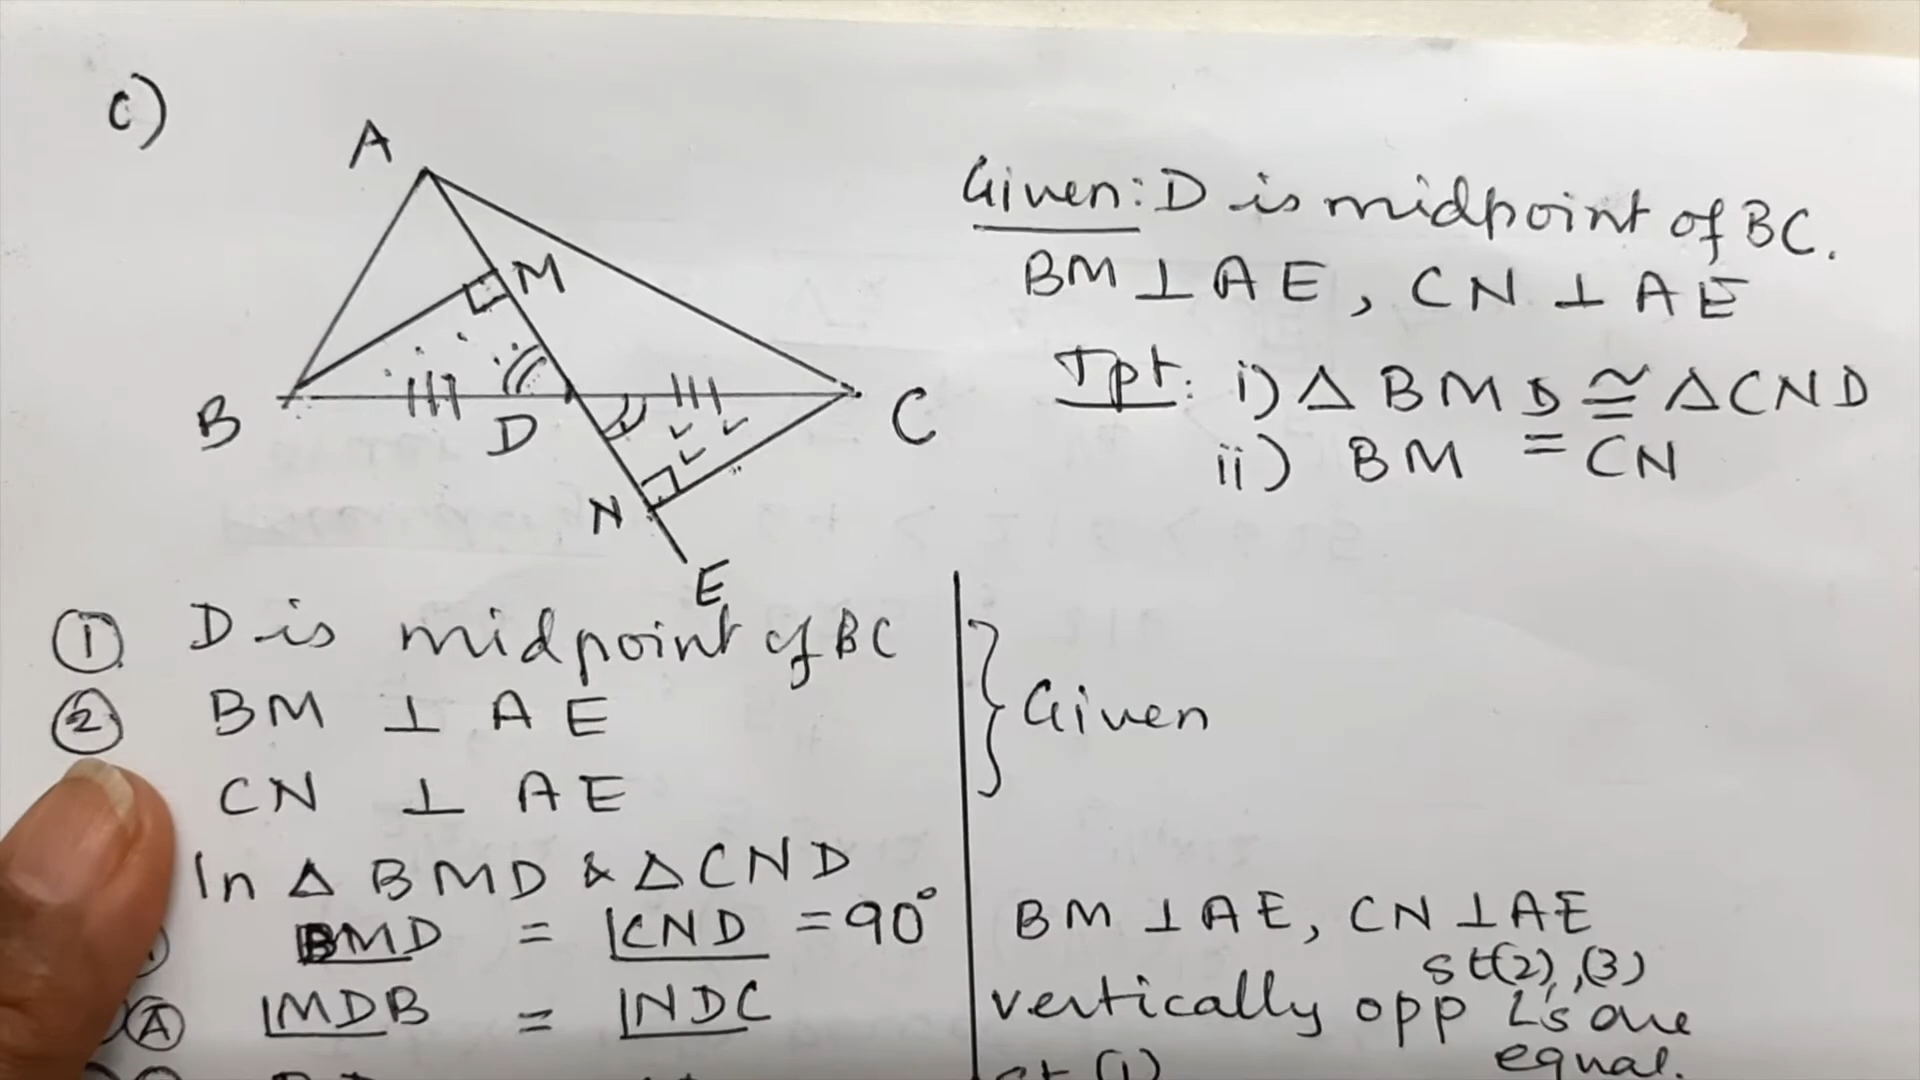 c)
A
M
B
D
C
N
E
Given: D is midpoint of BC.
BM ⊥ AE, CN ⊥ AE
Tpt: i) Δ BMD ≅ Δ CND
ii) BM = CN
① D is midpoint of BC
② BM ⊥ AE
CN ⊥ AE
} Given
In Δ BMD & Δ CND
BMD = ∠CND = 90°
BM ⊥ AE, CN ⊥ AE
st(2), (3)
Ⓐ ∠MDB = ∠NDC
vertically opp ∠'s are
equal.
st (1)